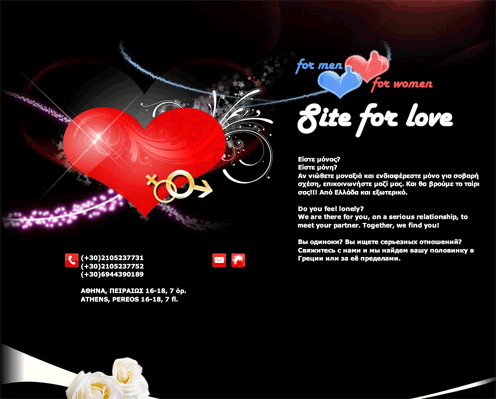 for men
for women
Site for love
Είστε μόνος?
Είστε μόνη?
Αν νιώθετε μοναξιά και ενδιαφέρεστε μόνο για σοβαρή
σχέση, επικοινωνήστε μαζί μας. Και θα βρούμε το ταίρι
σας!!! Από Ελλάδα και εξωτερικό.
Do you feel lonely?
We are there for you, on a serious relationship, to
meet your partner. Together, we find you!
Вы одиноки? Вы ищете серьезных отношений?
Свяжитесь с нами и мы найдем вашу половинку в
Греции или за её пределами.
(+30)2105237731
(+30)2105237752
(+30)6944390189
ΑΘΗΝΑ, ΠΕΙΡΑΙΩΣ 16-18, 7 όρ.
ATHENS, PEREOS 16-18, 7 fl.